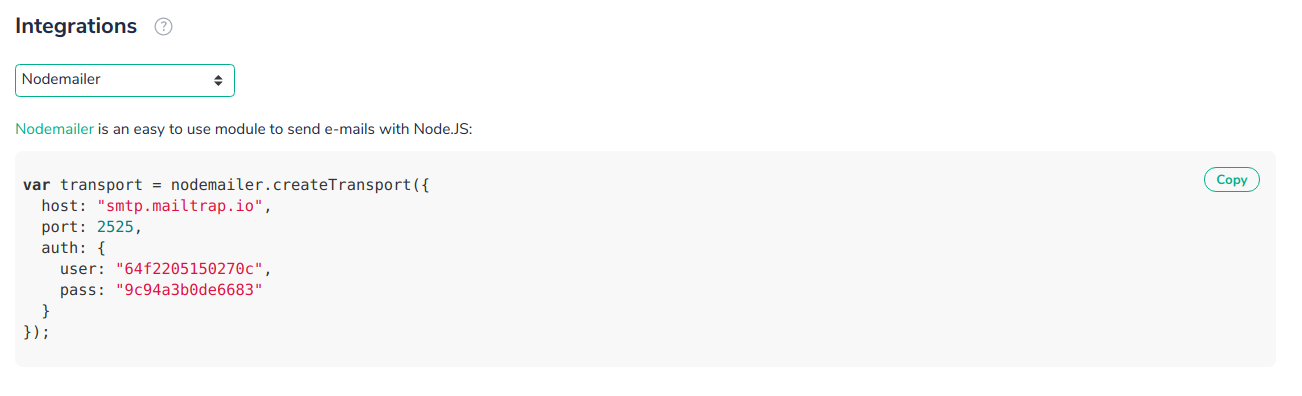 Integrations ?
Nodemailer
Nodemailer is an easy to use module to send e-mails with Node.JS:
Copy
var transport = nodemailer.createTransport({
  host: "smtp.mailtrap.io",
  port: 2525,
  auth: {
    user: "64f2205150270c",
    pass: "9c94a3b0de6683"
  }
});